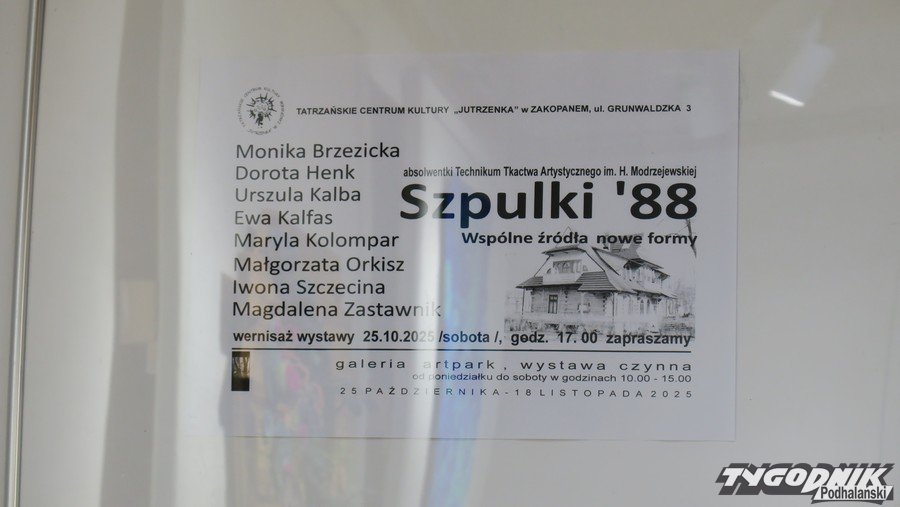 TATRZAŃSKIE CENTRUM KULTURY „JUTRZENKA" w ZAKOPANEM, ul. GRUNWALDZKA 3
Monika Brzezicka
Dorota Henk
Urszula Kalba
Ewa Kalfas
Maryla Kolompar
Małgorzata Orkisz
Iwona Szczecina
Magdalena Zastawnik
absolwentki Technikum Tkactwa Artystycznego im. H. Modrzejewskiej
Szpulki '88
Wspólne źródła nowe formy
wernisaż wystawy 25.10.2025 /sobota /, godz. 17.00 zapraszamy
galeria artpark, wystawa czynna
od poniedziałku do soboty w godzinach 10.00 - 15.00
25 PAŹDZIERNIKA - 18 LISTOPADA 2025
TYGODNIK
Podhalański